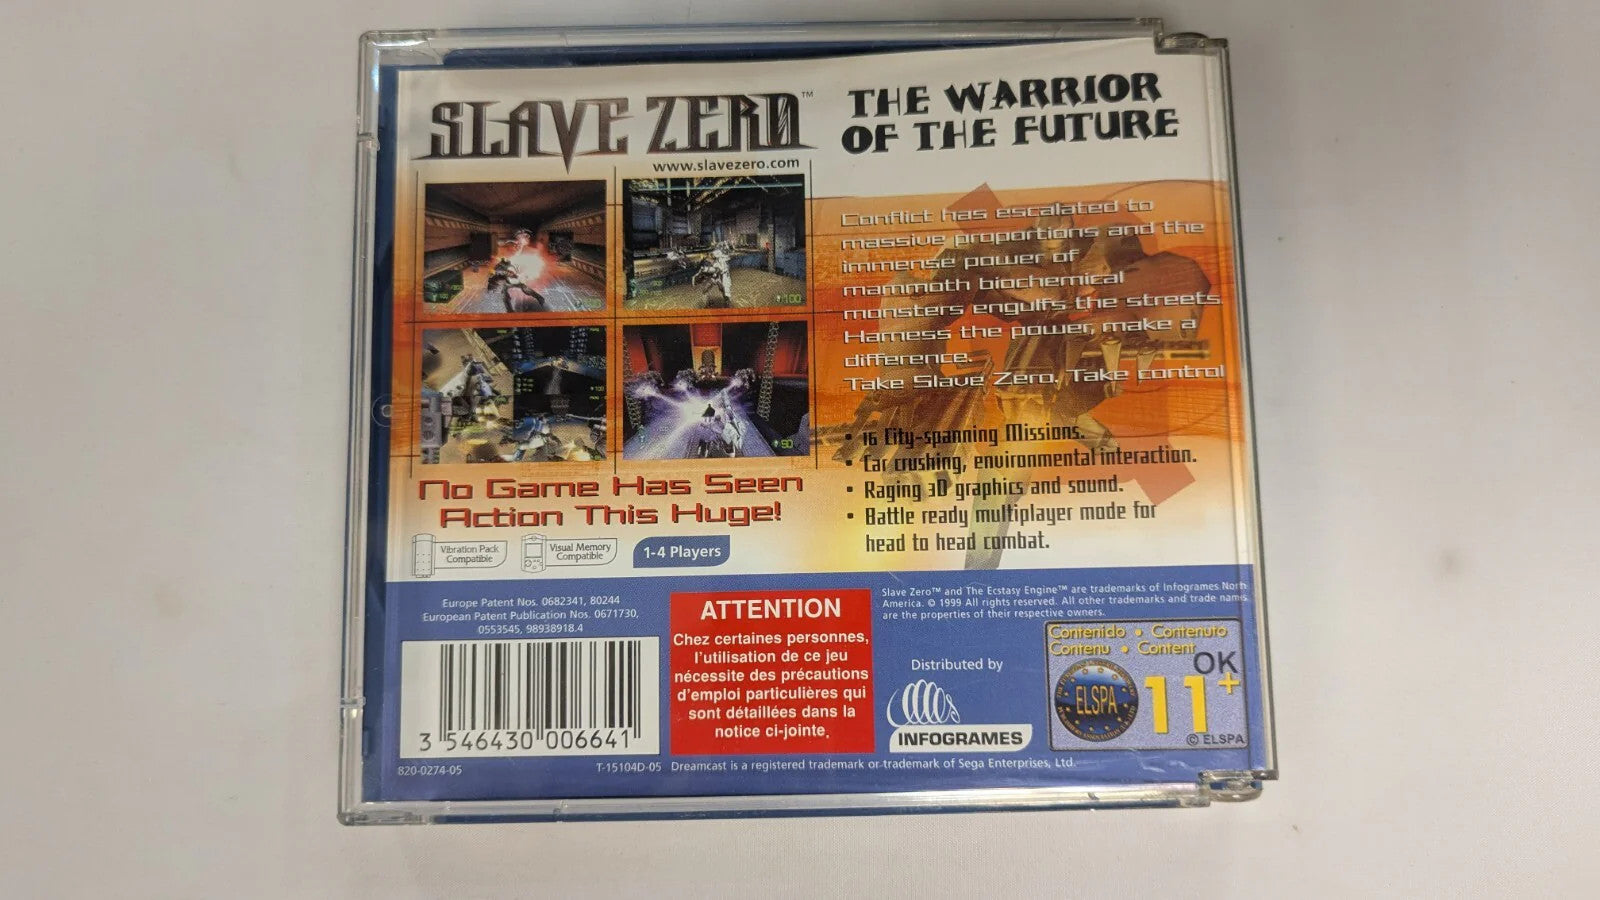 SLAVE ZERO™
www.slavezero.com
THE WARRIOR
OF THE FUTURE
Conflict has escalated to
massive proportions and the
immense power of
mammoth biochemical
monsters engulfs the streets.
Harness the power, make a
difference.
Take Slave Zero. Take control
• 16 City-spanning Missions.
• Car crushing, environmental interaction.
• Raging 3D graphics and sound.
• Battle ready multiplayer mode for
head to head combat.
No Game Has Seen
Action This Huge!
Vibration Pack
Compatible
Visual Memory
Compatible
1-4 Players
Europe Patent Nos. 0682341, 80244
European Patent Publication Nos. 0671730,
0553545, 98938918.4
3 546430 006641
820-0274-05
T-15104D-05
ATTENTION
Chez certaines personnes,
l'utilisation de ce jeu
nécessite des précautions
d'emploi particulières qui
sont détaillées dans la
notice ci-jointe.
Slave Zero™ and The Ecstasy Engine™ are trademarks of Infogrames North
America. © 1999 All rights reserved. All other trademarks and trade names
are the properties of their respective owners.
Distributed by
INFOGRAMES
Contenido • Contenuto
Contenu • Content
OK
ELSPA
11+
© ELSPA
Dreamcast is a registered trademark or trademark of Sega Enterprises, Ltd.